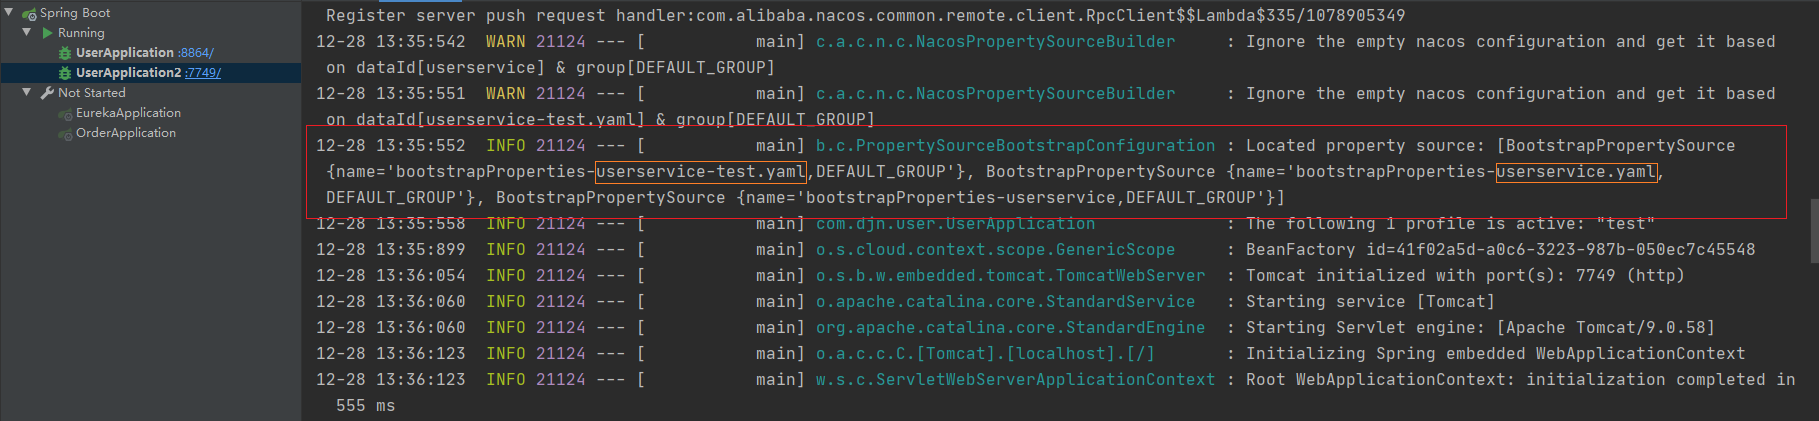 Spring Boot
Running
UserApplication :8864/
UserApplication2 :7749/
Not Started
EurekaApplication
OrderApplication
Register server push request handler:com.alibaba.nacos.common.remote.client.RpcClient$$Lambda$335/1078905349
12-28 13:35:542  WARN 21124 --- [           main] c.a.c.n.c.NacosPropertySourceBuilder     : Ignore the empty nacos configuration and get it based
on dataId[userservice] & group[DEFAULT_GROUP]
12-28 13:35:551  WARN 21124 --- [           main] c.a.c.n.c.NacosPropertySourceBuilder     : Ignore the empty nacos configuration and get it based
on dataId[userservice-test.yaml] & group[DEFAULT_GROUP]
12-28 13:35:552  INFO 21124 --- [           main] b.c.PropertySourceBootstrapConfiguration : Located property source: [BootstrapPropertySource
{name='bootstrapProperties-userservice-test.yaml,DEFAULT_GROUP'}, BootstrapPropertySource {name='bootstrapProperties-userservice.yaml,
DEFAULT_GROUP'}, BootstrapPropertySource {name='bootstrapProperties-userservice,DEFAULT_GROUP'}]
12-28 13:35:558  INFO 21124 --- [           main] com.djn.user.UserApplication             : The following 1 profile is active: "test"
12-28 13:35:899  INFO 21124 --- [           main] o.s.cloud.context.scope.GenericScope     : BeanFactory id=41f02a5d-a0c6-3223-987b-050ec7c45548
12-28 13:36:054  INFO 21124 --- [           main] o.s.b.w.embedded.tomcat.TomcatWebServer  : Tomcat initialized with port(s): 7749 (http)
12-28 13:36:060  INFO 21124 --- [           main] o.apache.catalina.core.StandardService   : Starting service [Tomcat]
12-28 13:36:060  INFO 21124 --- [           main] org.apache.catalina.core.StandardEngine  : Starting Servlet engine: [Apache Tomcat/9.0.58]
12-28 13:36:123  INFO 21124 --- [           main] o.a.c.c.C.[Tomcat].[localhost].[/]       : Initializing Spring embedded WebApplicationContext
12-28 13:36:123  INFO 21124 --- [           main] w.s.c.ServletWebServerApplicationContext : Root WebApplicationContext: initialization completed in
555 ms